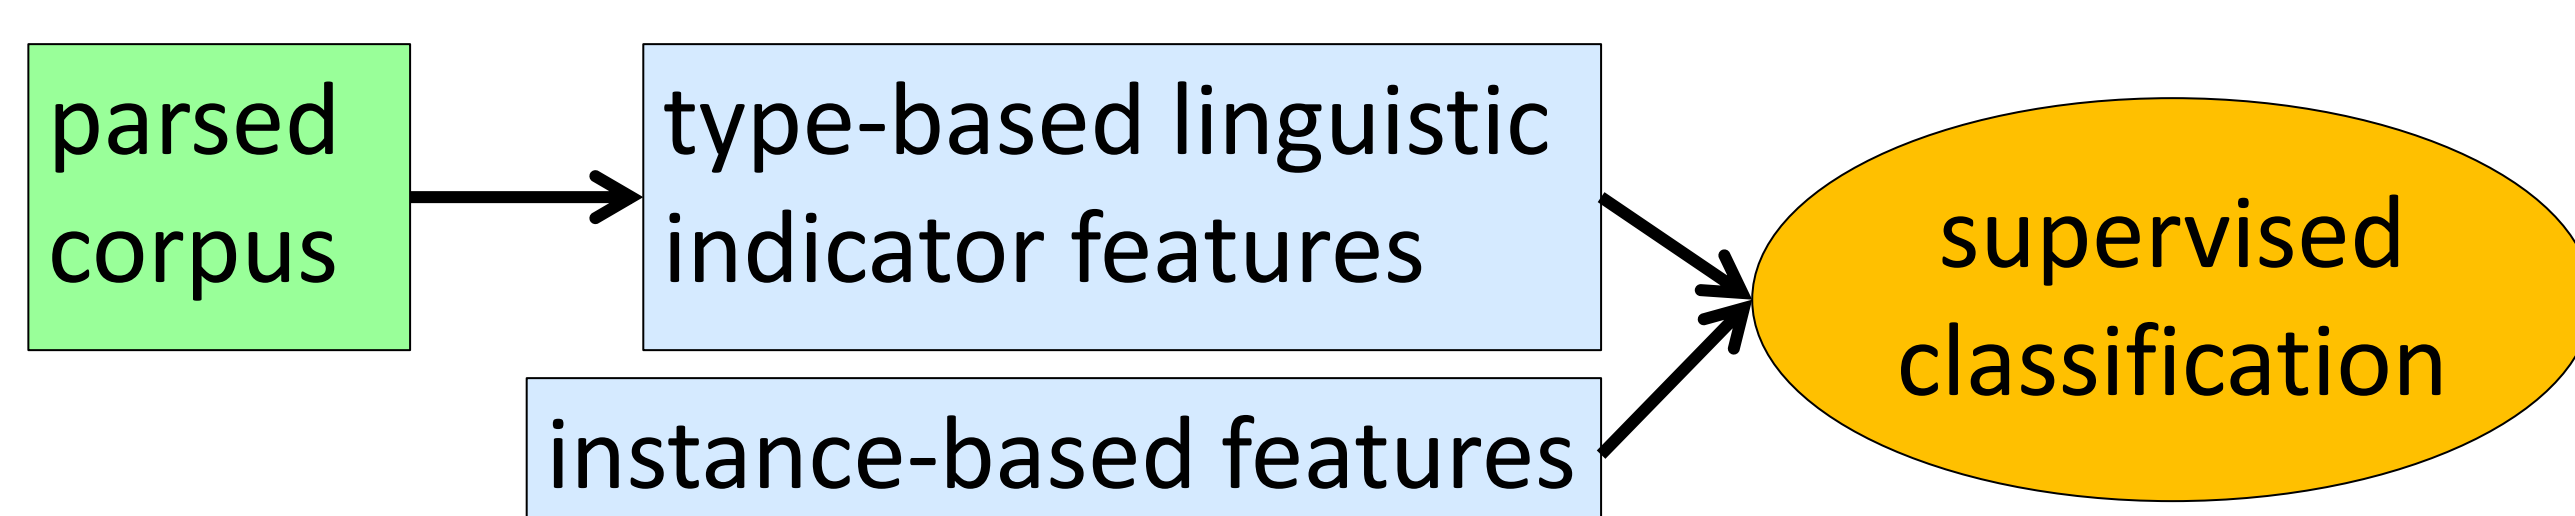 parsed
corpus
type-based linguistic
indicator features
instance-based features
supervised
classification